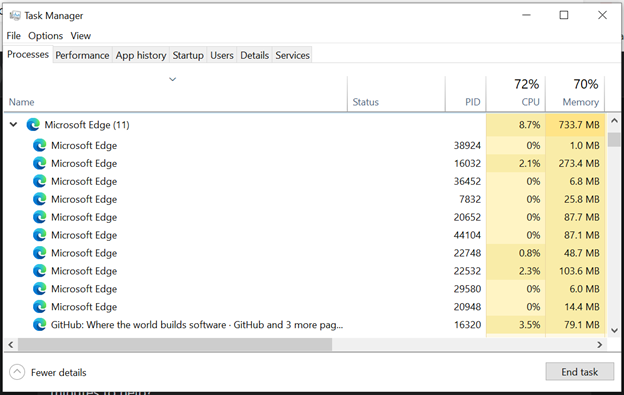 Task Manager
File Options View
Processes Performance App history Startup Users Details Services
72% 70%
Name Status PID CPU Memory
Microsoft Edge (11) 8.7% 733.7 MB
Microsoft Edge 38924 0% 1.0 MB
Microsoft Edge 16032 2.1% 273.4 MB
Microsoft Edge 36452 0% 6.8 MB
Microsoft Edge 7832 0% 25.8 MB
Microsoft Edge 20652 0% 87.7 MB
Microsoft Edge 44104 0% 87.1 MB
Microsoft Edge 22748 0.8% 48.7 MB
Microsoft Edge 22532 2.3% 103.6 MB
Microsoft Edge 29580 0% 6.0 MB
Microsoft Edge 20948 0% 14.4 MB
GitHub: Where the world builds software · GitHub and 3 more pag... 16320 3.5% 79.1 MB
Fewer details End task